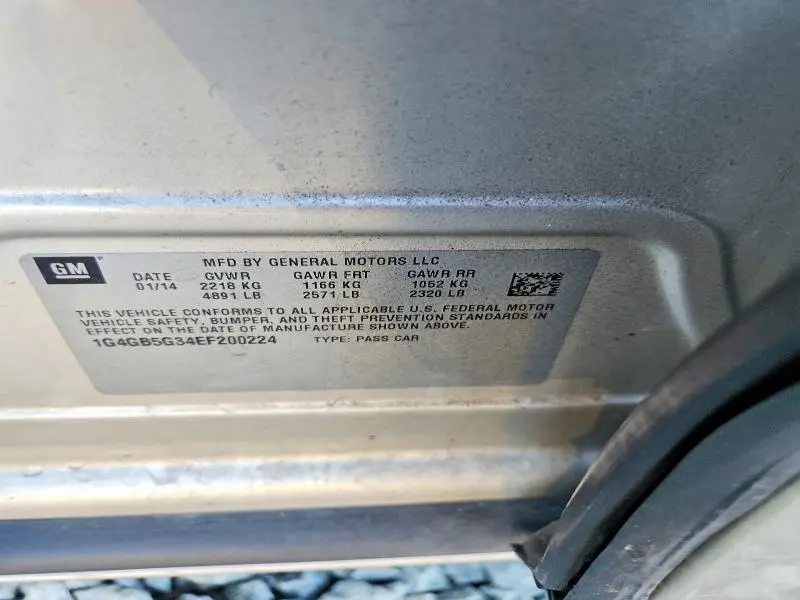 GM
MFD BY GENERAL MOTORS LLC
DATE GVWR GAWR FRT GAWR RR
01/14 2218 KG 1166 KG 1052 KG
4891 LB 2571 LB 2320 LB
THIS VEHICLE CONFORMS TO ALL APPLICABLE U.S. FEDERAL MOTOR
VEHICLE SAFETY, BUMPER, AND THEFT PREVENTION STANDARDS IN
EFFECT ON THE DATE OF MANUFACTURE SHOWN ABOVE.
1G4GB5G34EF200224 TYPE: PASS CAR